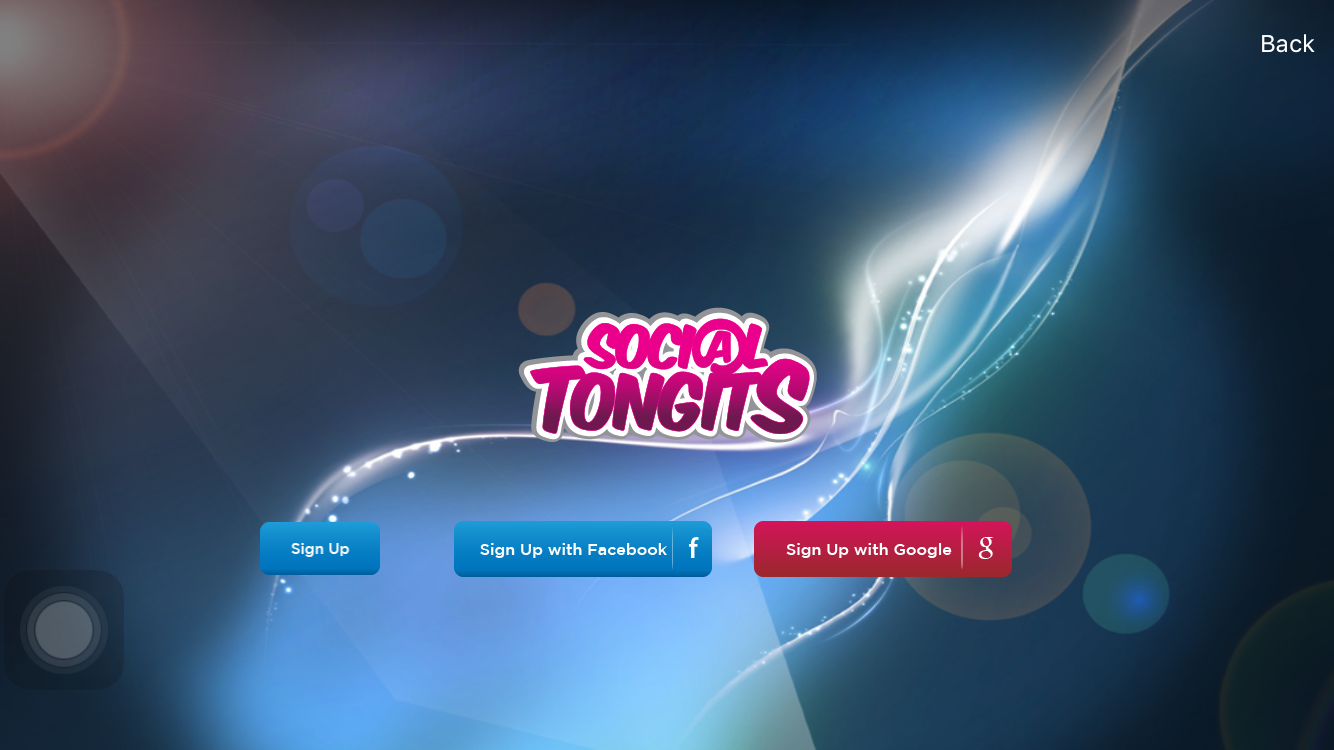 Back
SOCI@L
TONGITS
Sign Up
Sign Up with Facebook f
Sign Up with Google g